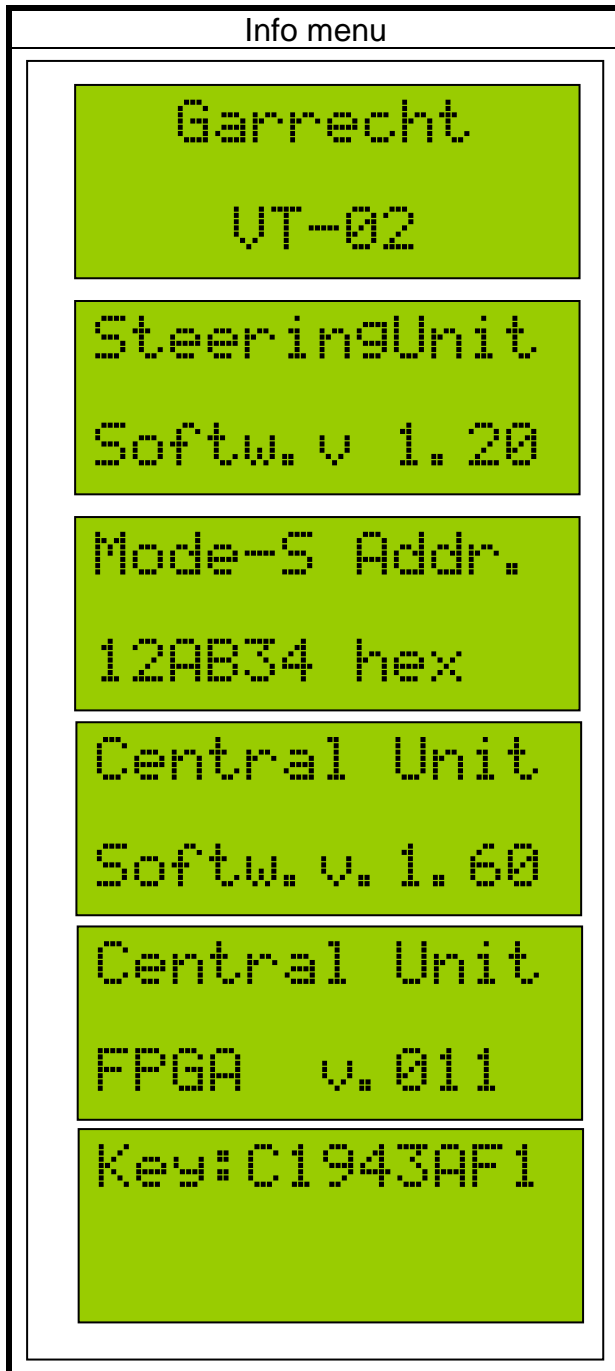 Info menu
Garrecht
VT-02
SteeringUnit
Softw. v 1.20
Mode-S Addr.
12AB34 hex
Central Unit
Softw. v. 1.60
Central Unit
FPGA v. 011
Key:C1943AF1